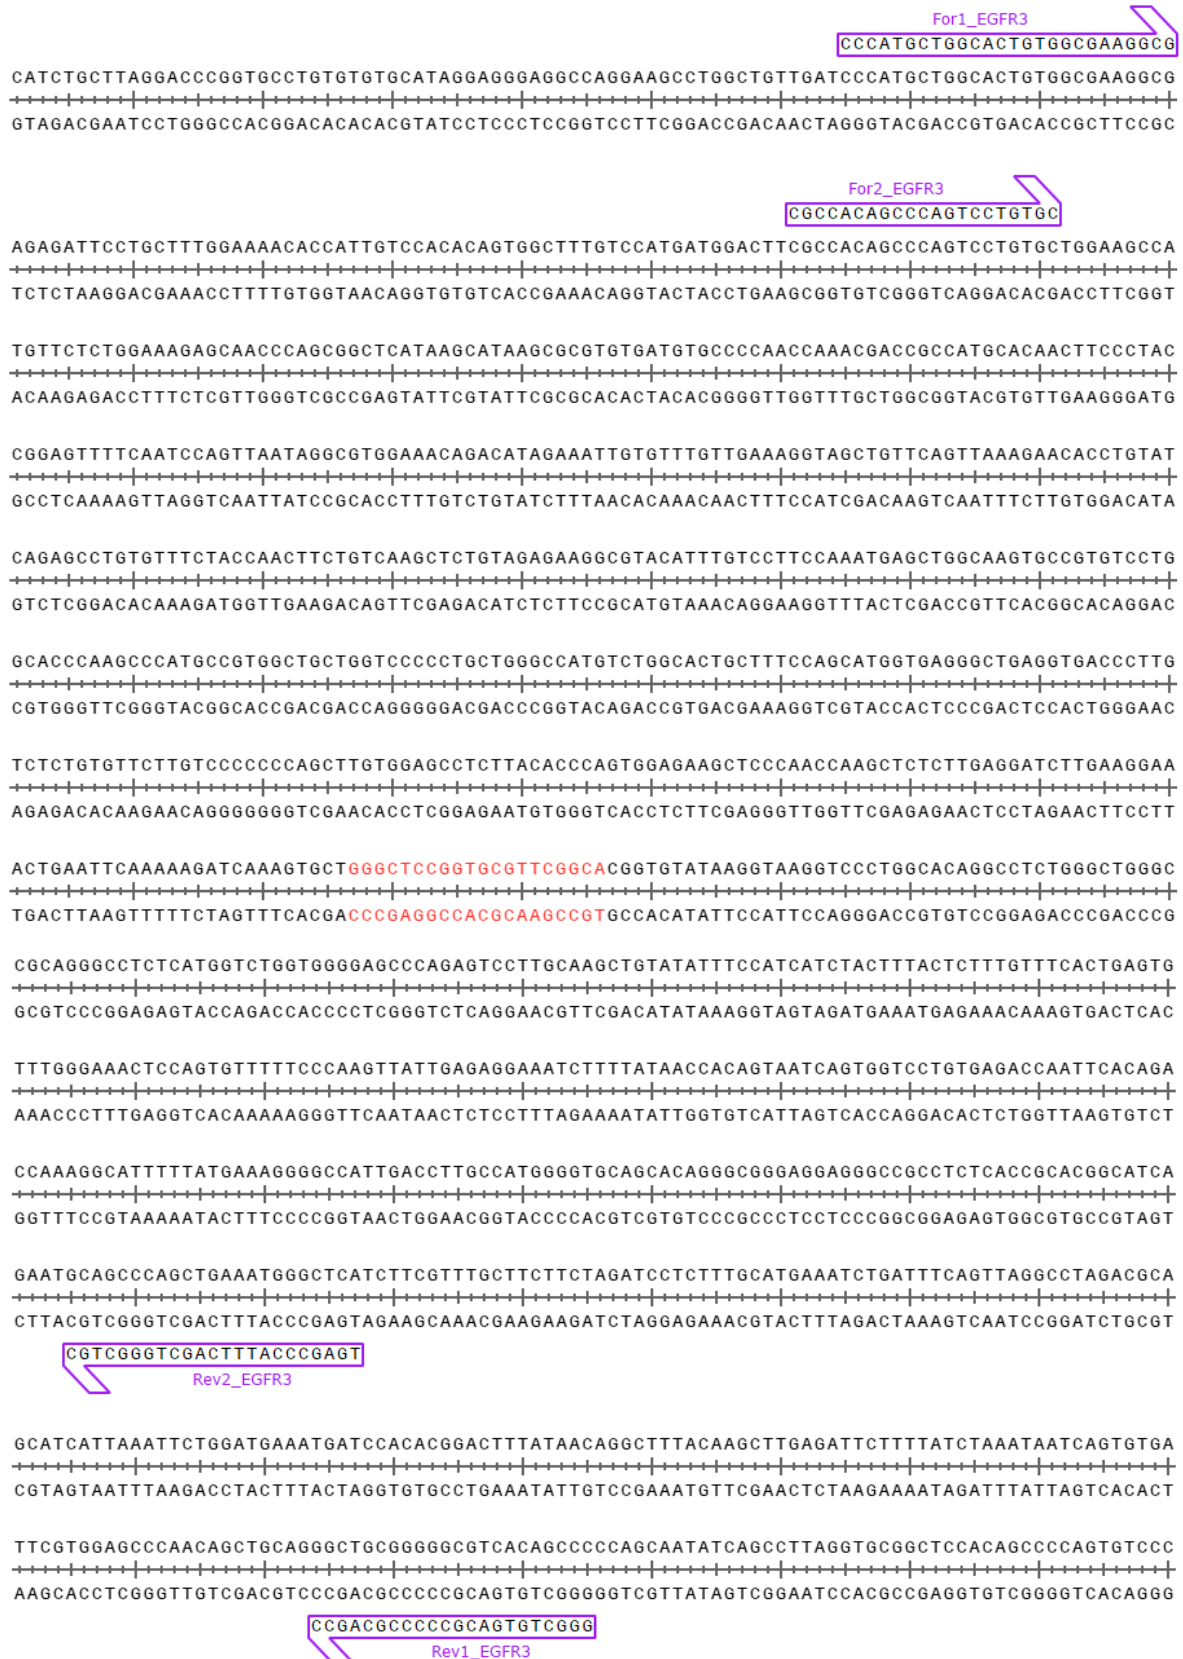 For1_EGFR3
CCCATGCTGGCACTGTGGCGAAGGCG
CATCTGCTTAGGACCCGGTGCCTGTGTGTGCATAGGAGGGAGGCCAGGAAGCCTGGCTGTTGATCCCATGCTGGCACTGTGGCGAAGGCG
GTAGACGAATCCTGGGCCACGGACACACACGTATCCTCCCTCCGGTCCTTCGGACCGACAACTAGGGTACGACCGTGACACCGCTTCCGC
For2_EGFR3
CGCCACAGCCCAGTCCTGTGC
AGAGATTCCTGCTTTGGAAAACACCATTGTCCACACACAGTGGCTTTGTCCATGATGGACTTCGCCACAGCCCAGTCCTGTGCTGGAAGCCA
TCTCTAAGGACGAAACCTTTTGTGGTAACAGGTGTGTCACCGAAACAGGTACTACCTGAAGCGGTGTCGGGTCAGGACACGACCTTCGGT
TGTTCTCTGGAAAGAGCAACCCAGCGGCTCATAAGCATAAGCGCGTGTGATGTGCCCCAACCAAACGACCGCCATGCACAACTTCCCTAC
ACAAGAGACCTTTCTCGTTGGGTCGCCGAGTATTCGTATTCGCGCACACTACACGGGGTTGGTTTGCTGGCGGTACGTGTTGAAGGGATG
CGGAGTTTTCAATCCAGTTAATAGGCGTGGAAACAGACATAGAAATTGTGTTTGTTGAAAGGTAGCTGTTCAGTTAAAGAACACCTGTAT
GCCTCAAAAGTTAGGTCAATTATCCGCACCTTTGTCTGTATCTTTAACACAAACAACTTTCCATCGACAAGTCAATTTCTTGTGGACATA
CAGAGCCTGTGTTTCTACCAACTTCTGTCAAGCTCTGTAGAGAAGGCGTACATTTGTCCTTCCAAATGAGCTGGCAAGTGCCGTGTCCTG
GTCTCGGACACAAAGATGGTTGAAGACAGTTCGAGACATCTCTTCCGCATGTAAACAGGAAGGTTTACTCGACCGTTCACGGCACAGGAC
GCACCCAAGCCCATGCCGTGGCTGCTGGTCCCCCTGCTGGGCCATGTCTGGCACTGCTTTCCAGCATGGTGAGGGCTGAGGTGACCCTTG
CGTGGGTTCGGGTACGGCACCGACGACCAGGGGGACGACCCGGTACAGACCGTGACGAAAGGTCGTACCACTCCCGACTCCACTGGGAAC
TCTCTGTGTTCTTGTCCCCCCCAGCTTGTGGAGCCTCTTACACCCAGTGGAGAAGCTCCCAACCAAGCTCTCTTGAGGATCTTGAAGGAA
AGAGACACAAGAACAGGGGGGGTCGAACACCTCGGAGAATGTGGGTCACCTCTTCGAGGGTTGGTTCGAGAGAACTCCTAGAACTTCCTT
ACTGAATTCAAAAAGATCAAAGTGCTGGGCTCCGGTGCGTTCGGCACGGTGTATAAGGTAAGGTCCCTGGCACAGGCCTCTGGGCTGGGC
TGACTTAAGTTTTTCTAGTTTCACGACCCGAGGCCACGCAAGCCGTGCCACATATTCCATTCCAGGGACCGTGTCCGGAGACCCGACCCG
CGCAGGGCCTCTCATGGTCTGGTGGGGAGCCCAGAGTCCTTGCAAGCTGTATATTTCCATCATCTACTTTACTCTTTGTTTCACTGAGTG
GCGTCCCGGAGAGTACCAGACCACCCCTCGGGTCTCAGGAACGTTCGACATATAAAGGTAGTAGATGAAATGAGAAACAAAGTGACTCAC
TTTGGGAAACTCCAGTGTTTTTCCCAAGTTATTGAGAGGAAATCTTTTATAACCACAGTAATCAGTGGTCCTGTGAGACCAATTCACAGA
AAACCCTTTGAGGTCACAAAAAGGGTTCAATAACTCTCCTTTAGAAAATATTGGTGTCATTAGTCACCAGGACACTCTGGTTAAGTGTCT
CCAAAGGCATTTTTATGAAAGGGGCCATTGACCTTGCCATGGGGTGCAGCACAGGGCGGGAGGAGGGCCGCCTCTCACCGCACGGCATCA
GGTTTCCGTAAAAATACTTTCCCCGGTAACTGGAACGGTACCCCACGTCGTGTCCCGCCCTCCTCCCGGCGGAGAGTGGCGTGCCGTAGT
GAATGCAGCCCAGCTGAAATGGGCTCATCTTCGTTTGCTTCTTCTAGATCCTCTTTGCATGAAATCTGATTTCAGTTAGGCCTAGACGCA
CTTACGTCGGGTCGACTTTACCCGAGTAGAAGCAAACGAAGAAGATCTAGGAGAAACGTACTTTAGACTAAAGTCAATCCGGATCTGCGT
CGTCGGGTCGACTTTACCCGAGT
Rev2_EGFR3
GCATCATTAAATTCTGGATGAAATGATCCACACGGACTTTATAACAGGCTTTACAAGCTTGAGATTCTTTTATCTAAATAATCAGTGTGA
CGTAGTAATTTAAGACCTACTTTACTAGGTGTGCCTGAAATATTGTCCGAAATGTTCGAACTCTAAGAAAATAGATTTATTAGTCACACT
TTCGTGGAGCCCAACAGCTGCAGGGCTGCGGGGGCGTCACAGCCCCCAGCAATATCAGCCTTAGGTGCGGCTCCACAGCCCCAGTGTCCC
AAGCACCTCGGGTTGTCGACGTCCCGACGCCCCCGCAGTGTCGGGGGTCGTTATAGTCGGAATCCACGCCGAGGTGTCGGGGTCACAGGG
CCGACGCCCCCGCAGTGTCGGG
Rev1_EGFR3